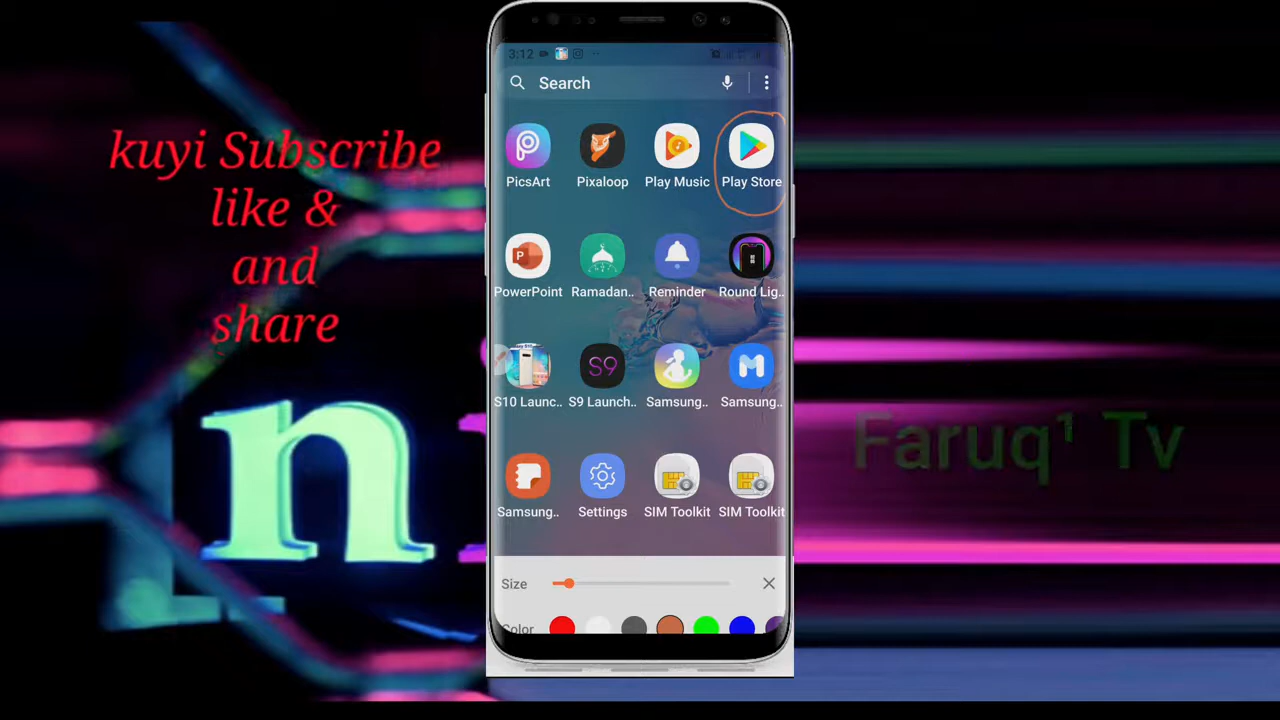 kuyi Subscribe
like &
and
share
n
Faruq¹ Tv
3:12
Search
PicsArt
Pixaloop
Play Music
Play Store
P
PowerPoint
Ramadan..
Reminder
Round Lig..
S10 Launc..
S9
S9 Launch..
Samsung..
Samsung..
Samsung..
Settings
SIM Toolkit
SIM Toolkit
Size
Color